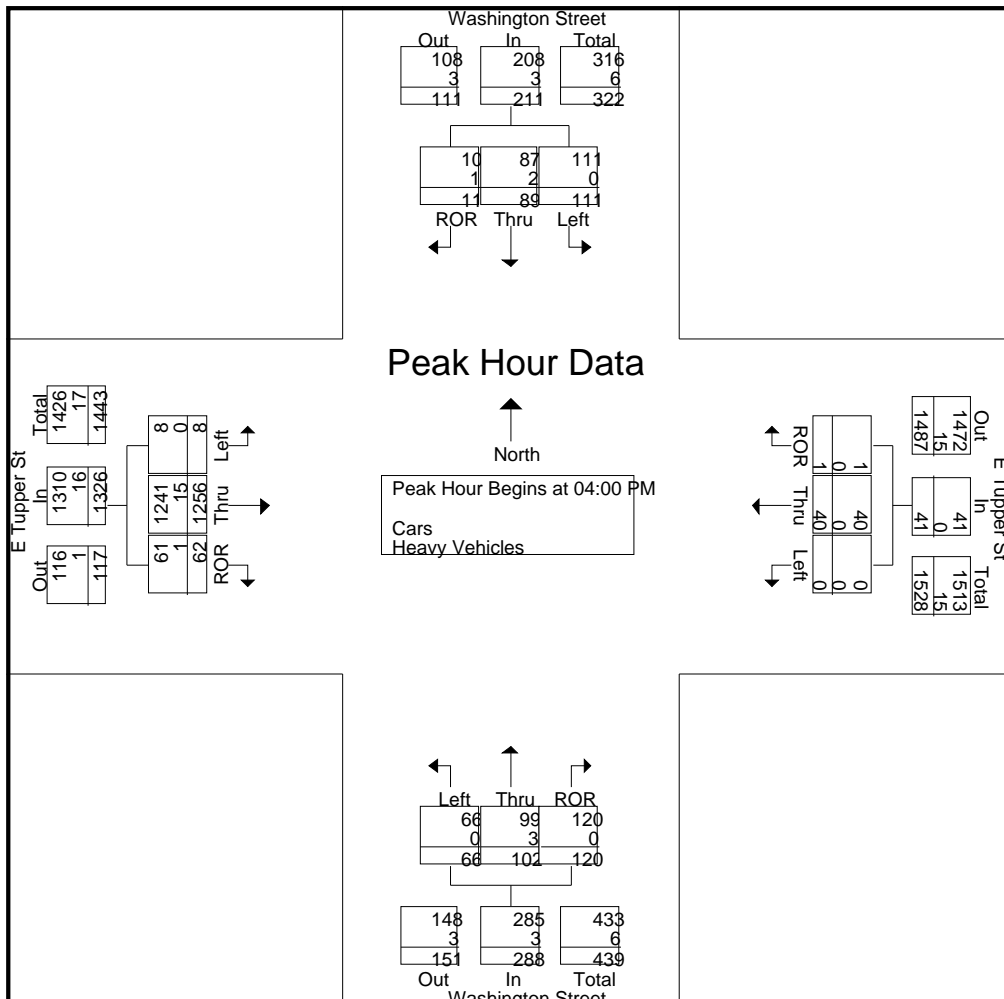 Washington Street
Out In Total
108 208 316
3 3 6
111 211 322
10 87 111
1 2 0
11 89 111
ROR Thru Left
Peak Hour Data
North
Peak Hour Begins at 04:00 PM
Cars
Heavy Vehicles
E Tupper St
Out In Total
116 1310 1426
1 16 17
117 1326 1443
61 1241 8
1 15 0
62 1256 8
ROR Thru Left
E Tupper St
Out In Total
1472 41 1513
15 0 15
1487 41 1528
1 40 0
0 0 0
1 40 0
ROR Thru Left
Left Thru ROR
66 99 120
0 3 0
66 102 120
148 285 433
3 3 6
151 288 439
Out In Total
Washington Street